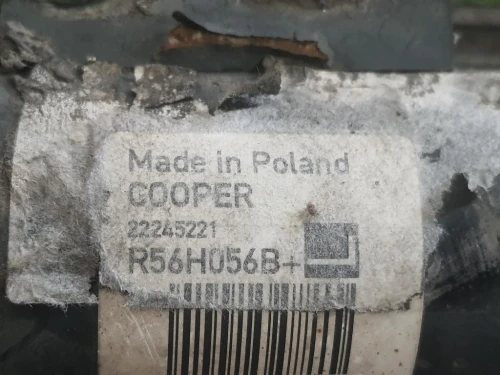 Made in Poland
COOPER
22245221
R56H056B+